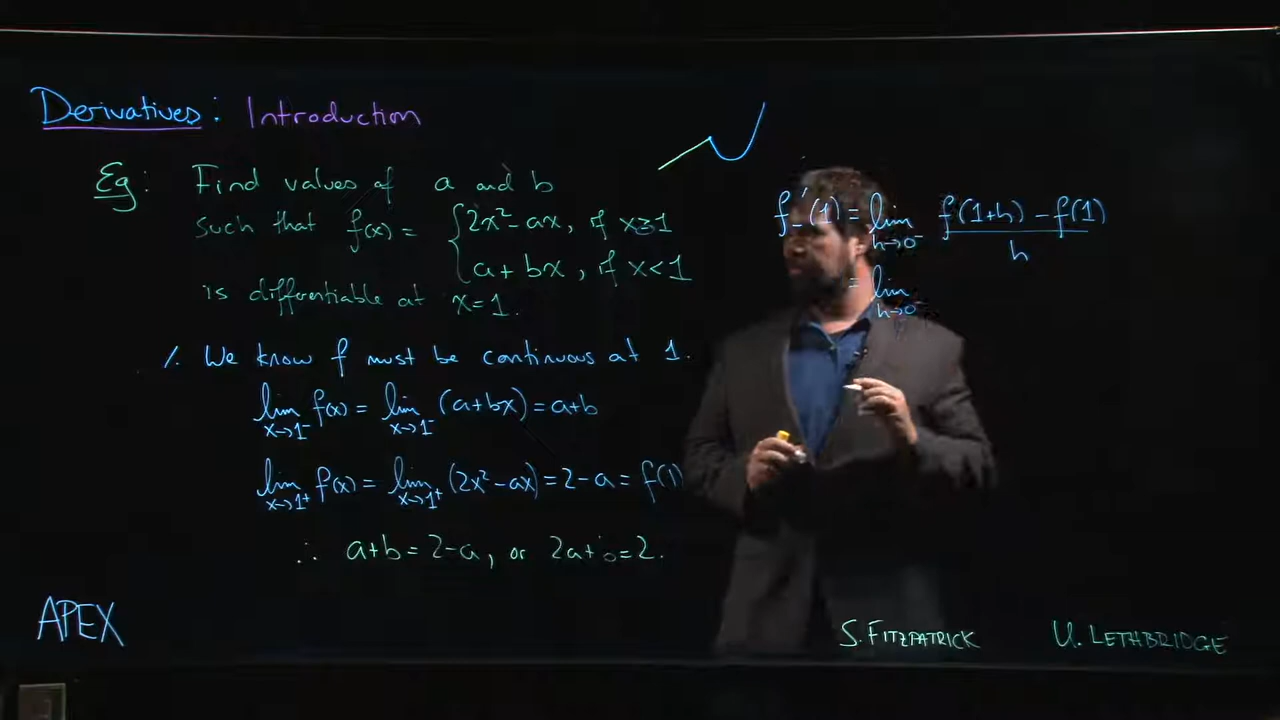 Derivatives: Introduction
Eg: Find values of a and b
such that f(x) = { 2x² - ax, if x≥1
a + bx, if x<1
is differentiable at x=1.
1. We know f must be continuous at 1.
lim x→1⁻ f(x) = lim x→1⁻ (a+bx) = a+b
lim x→1⁺ f(x) = lim x→1⁺ (2x²-ax) = 2-a = f(1)
∴ a+b = 2-a, or 2a+b=2.
f₋'(1) = lim h→0⁻ f(1+h) - f(1) / h
= lim h→0⁻
APEX
S. FITZPATRICK
U. LETHBRIDGE